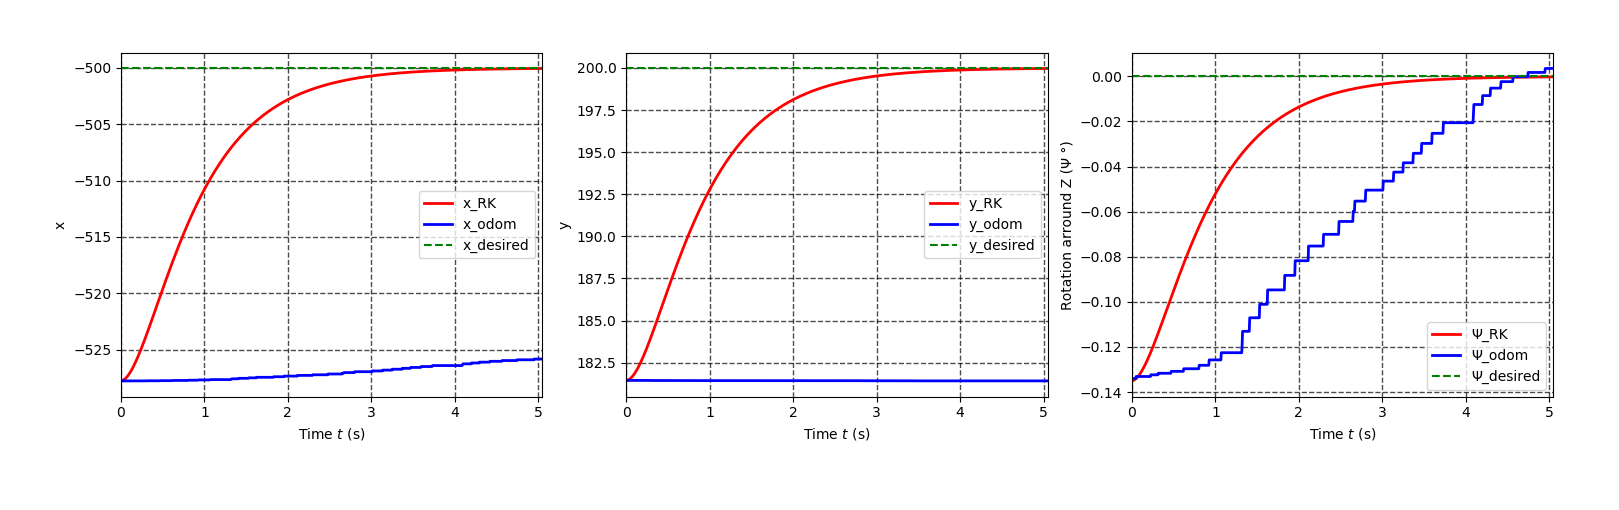 −500
−505
−510
−515
−520
−525
x
0
1
2
3
4
5
Time t (s)
x_RK
x_odom
x_desired
200.0
197.5
195.0
192.5
190.0
187.5
185.0
182.5
y
0
1
2
3
4
5
Time t (s)
y_RK
y_odom
y_desired
0.00
−0.02
−0.04
−0.06
−0.08
−0.10
−0.12
−0.14
Rotation arround Z (Ψ °)
0
1
2
3
4
5
Time t (s)
Ψ_RK
Ψ_odom
Ψ_desired